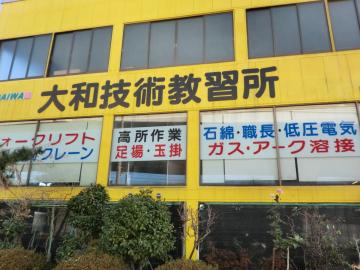 DAIWA
大和技術教習所
フォークリフト
クレーン
高所作業
足場・玉掛
石綿・職長・低圧電気
ガス・アーク溶接